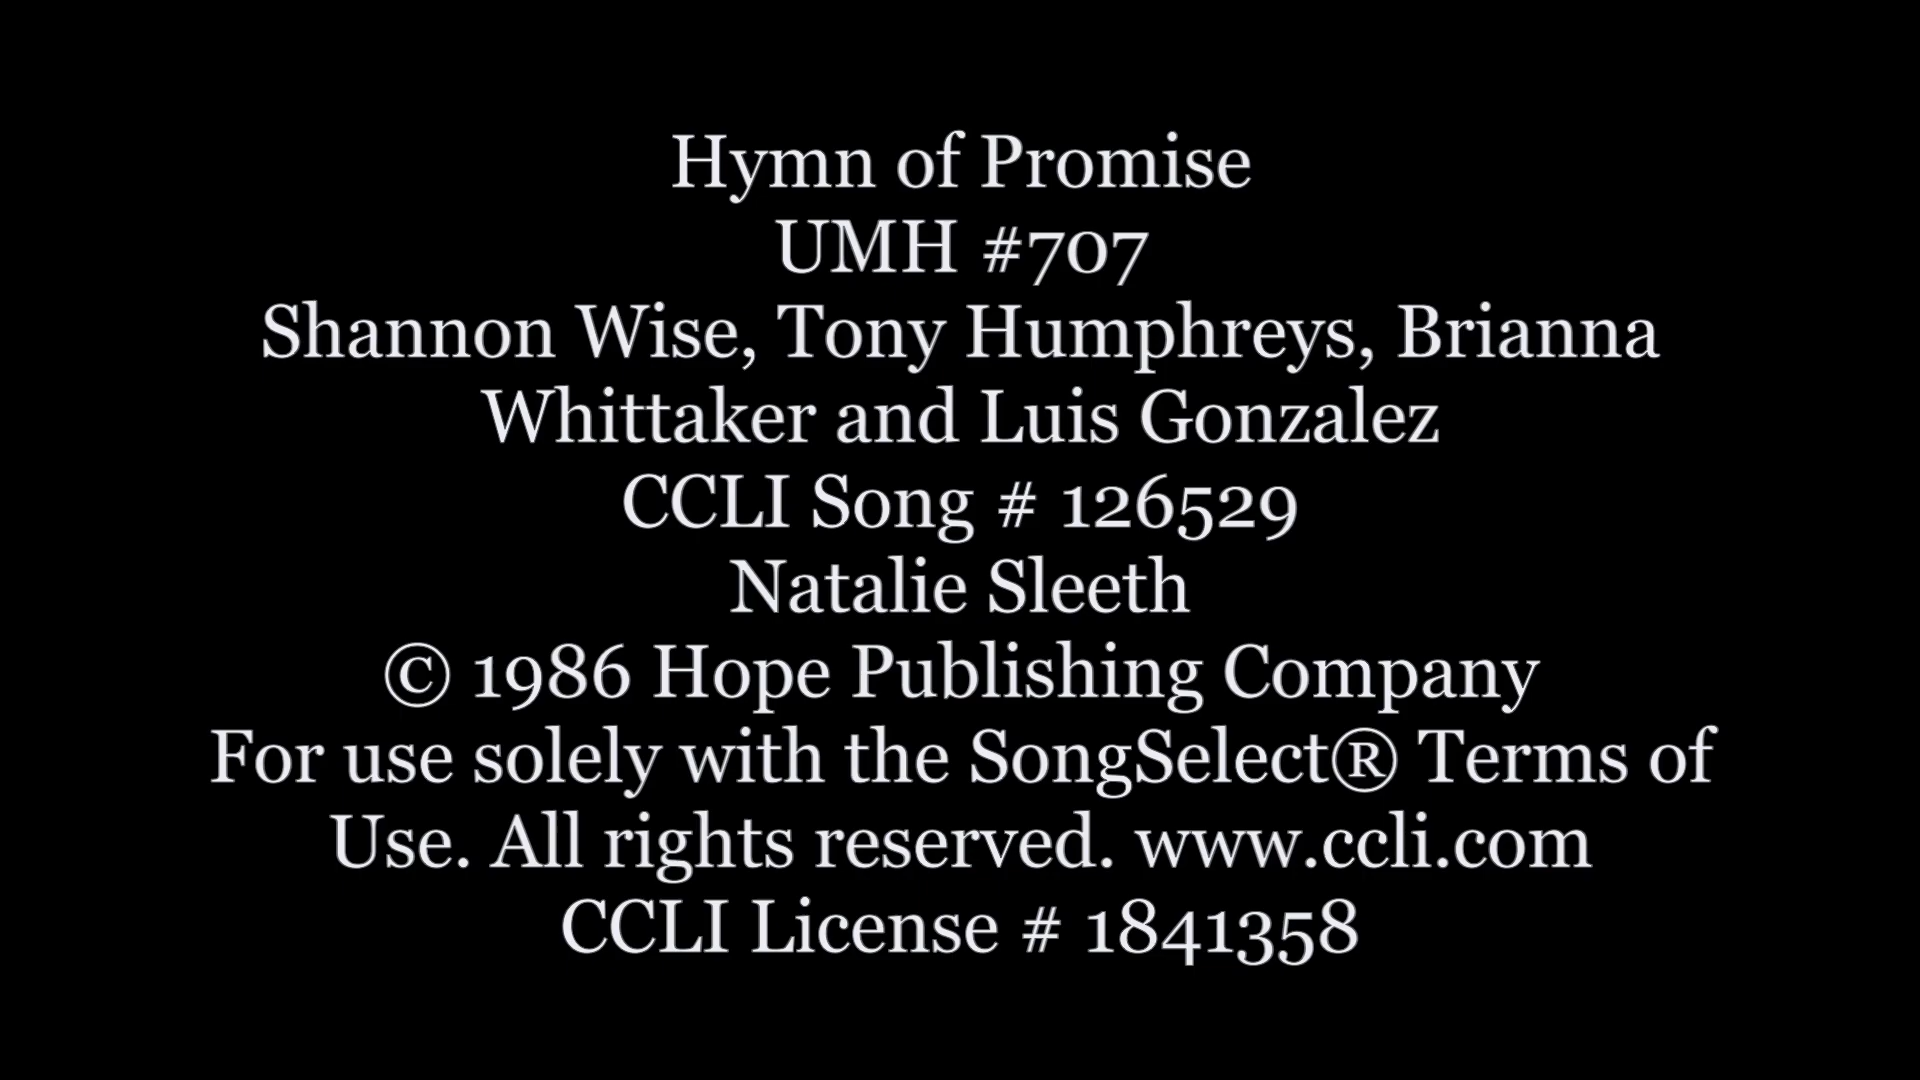 Hymn of Promise
UMH #707
Shannon Wise, Tony Humphreys, Brianna
Whittaker and Luis Gonzalez
CCLI Song # 126529
Natalie Sleeth
© 1986 Hope Publishing Company
For use solely with the SongSelect® Terms of
Use. All rights reserved. www.ccli.com
CCLI License # 1841358